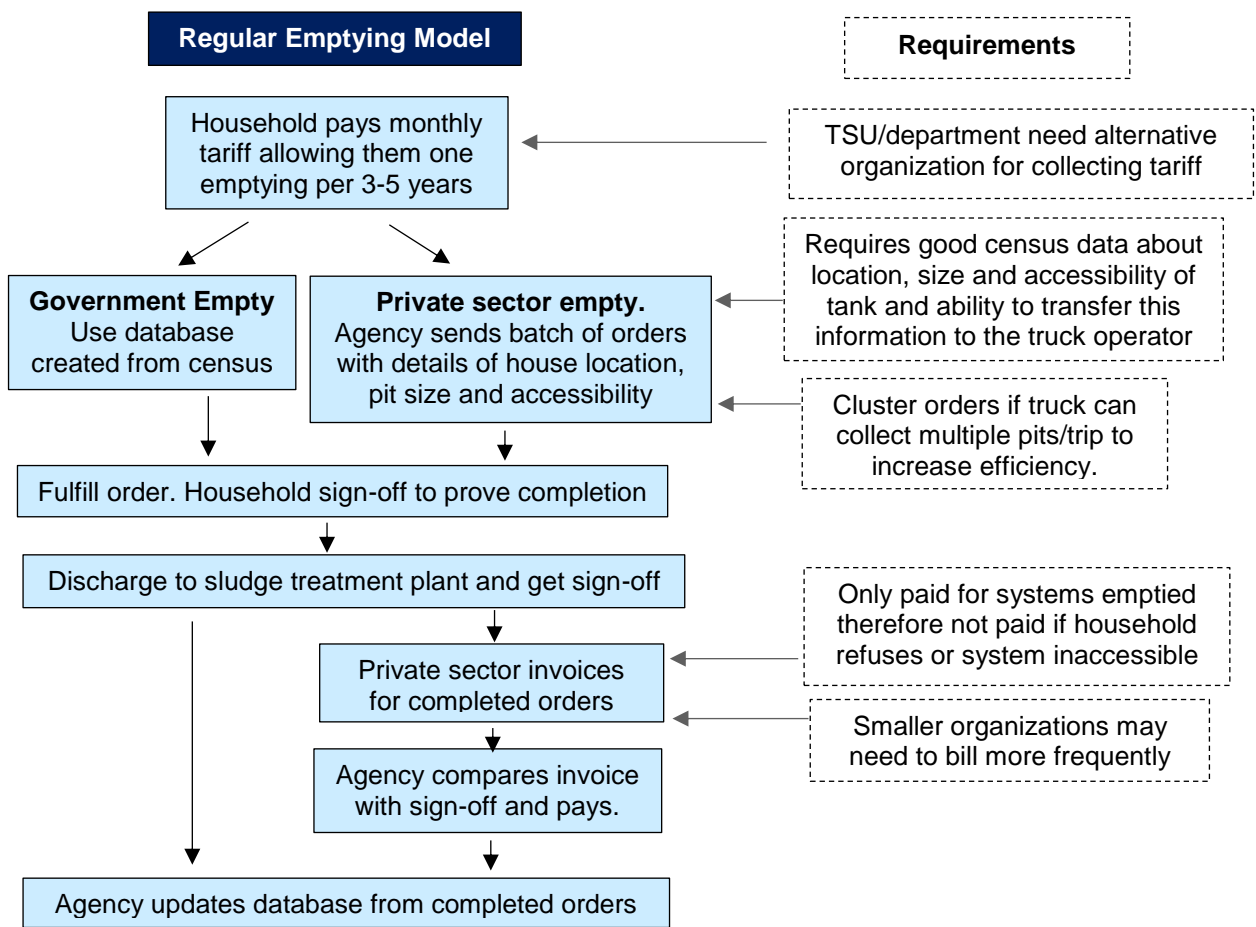 Regular Emptying Model
Requirements
Household pays monthly
tariff allowing them one
emptying per 3-5 years
TSU/department need alternative
organization for collecting tariff
Government Empty
Use database
created from census
Private sector empty.
Agency sends batch of orders
with details of house location,
pit size and accessibility
Requires good census data about
location, size and accessibility of
tank and ability to transfer this
information to the truck operator
Cluster orders if truck can
collect multiple pits/trip to
increase efficiency.
Fulfill order. Household sign-off to prove completion
Discharge to sludge treatment plant and get sign-off
Only paid for systems emptied
therefore not paid if household
refuses or system inaccessible
Private sector invoices
for completed orders
Smaller organizations may
need to bill more frequently
Agency compares invoice
with sign-off and pays.
Agency updates database from completed orders